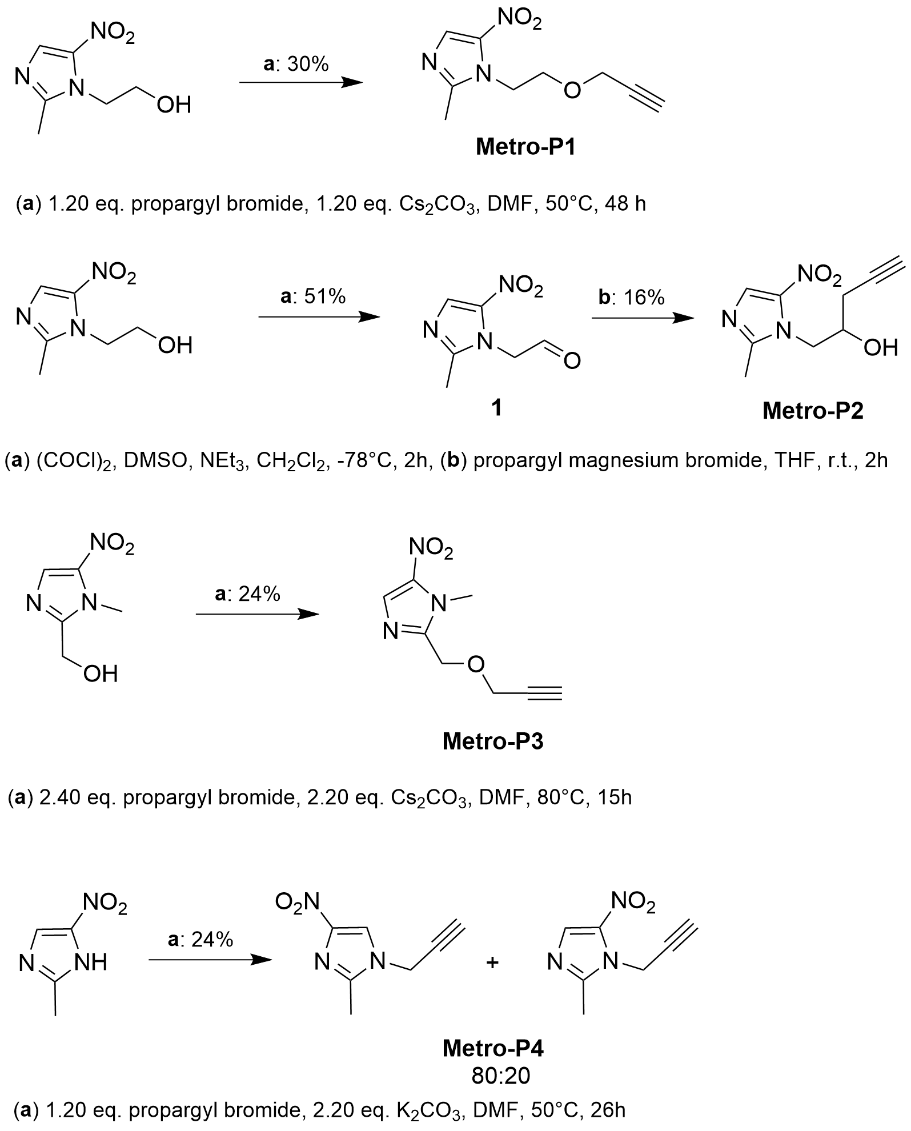 NO₂
N
N
OH
a: 30%
NO₂
N
N
O
Metro-P1
(a) 1.20 eq. propargyl bromide, 1.20 eq. Cs₂CO₃, DMF, 50°C, 48 h
NO₂
N
N
OH
a: 51%
NO₂
N
N
O
1
b: 16%
NO₂
N
N
OH
Metro-P2
(a) (COCl)₂, DMSO, NEt₃, CH₂Cl₂, -78°C, 2h, (b) propargyl magnesium bromide, THF, r.t., 2h
NO₂
N
N
OH
a: 24%
NO₂
N
N
O
Metro-P3
(a) 2.40 eq. propargyl bromide, 2.20 eq. Cs₂CO₃, DMF, 80°C, 15h
NO₂
N
NH
a: 24%
O₂N
N
N
+
NO₂
N
N
Metro-P4
80:20
(a) 1.20 eq. propargyl bromide, 2.20 eq. K₂CO₃, DMF, 50°C, 26h